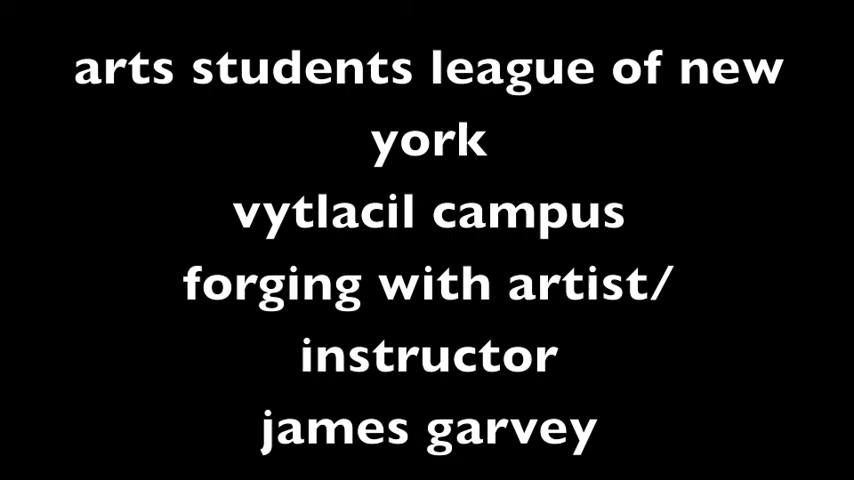 arts students league of new
york
vytlacil campus
forging with artist/
instructor
james garvey